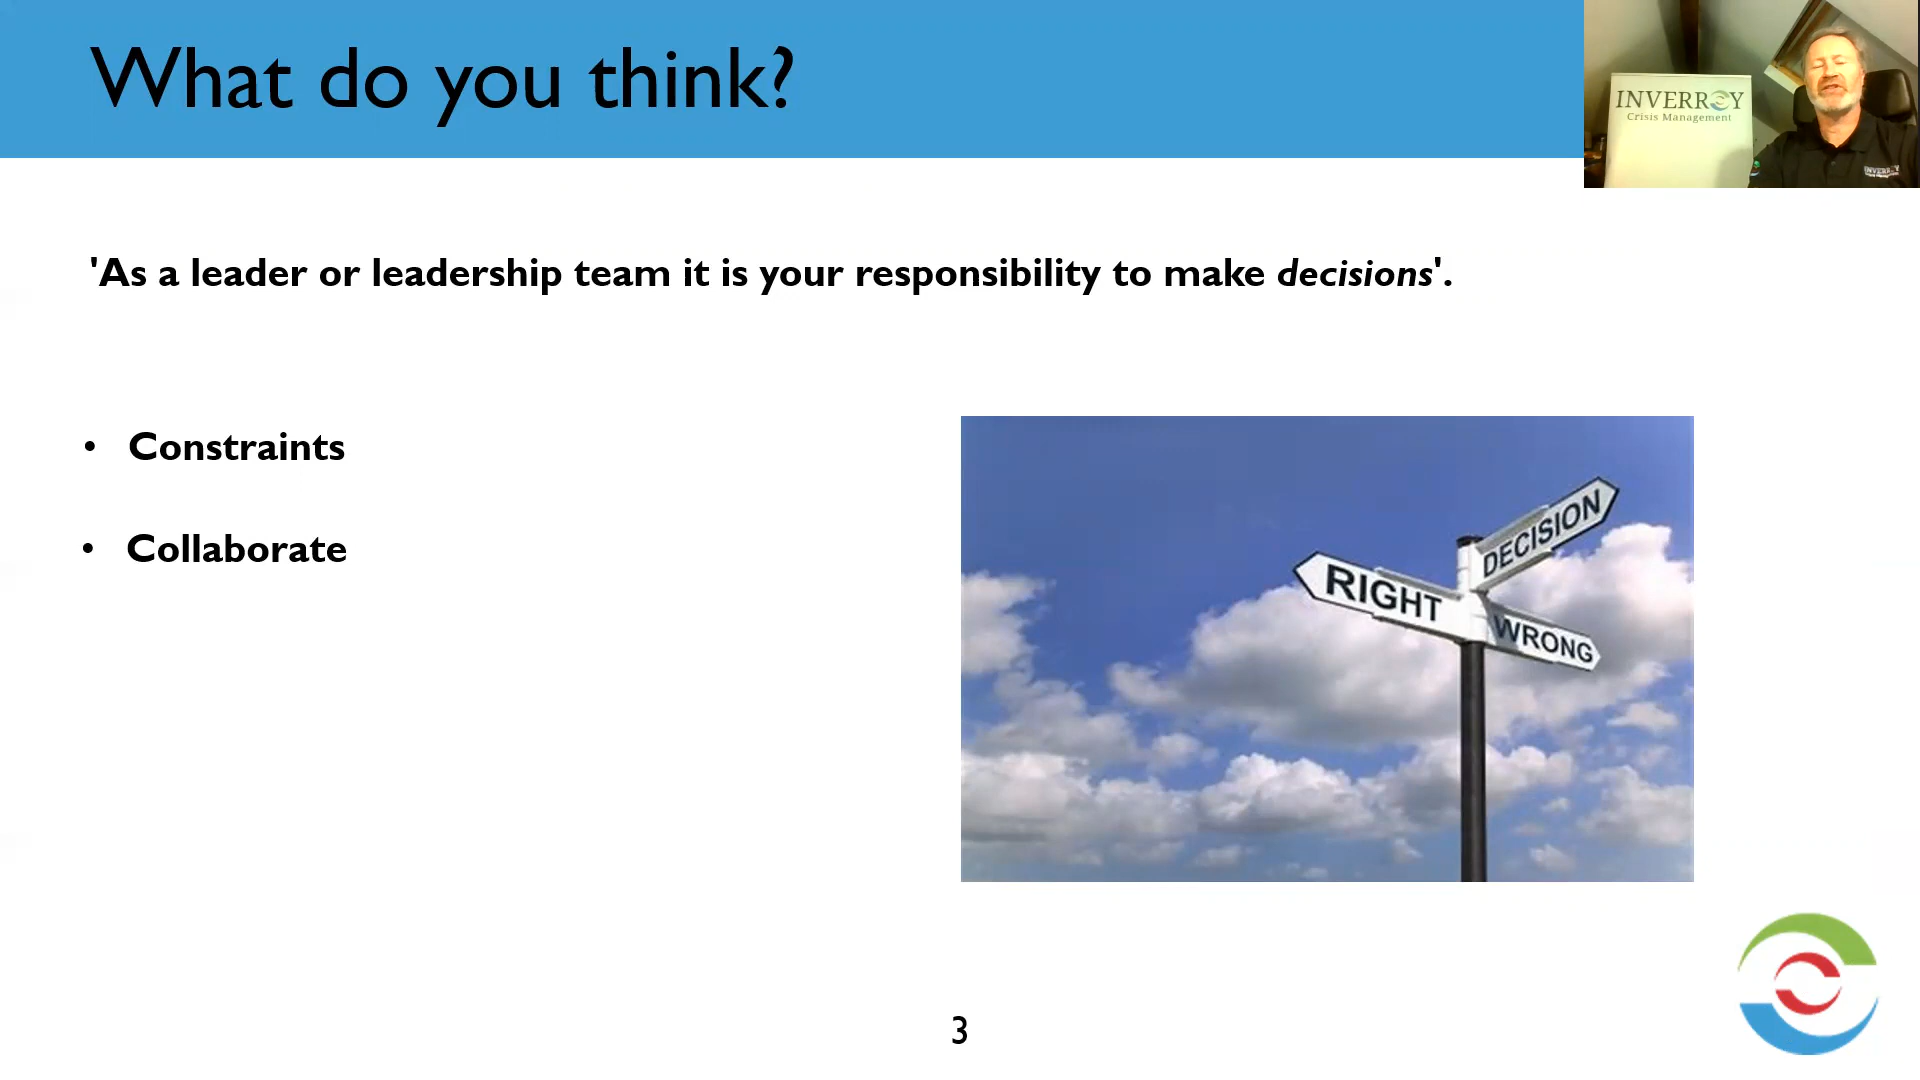 What do you think?
INVERROY
Crisis Management
'As a leader or leadership team it is your responsibility to make decisions'.
• Constraints
• Collaborate
DECISION
RIGHT
WRONG
3